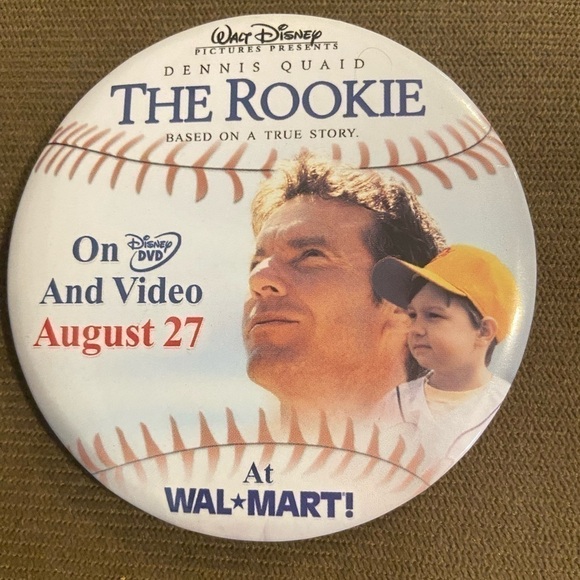 WALT DISNEY
PICTURES PRESENTS
DENNIS QUAID
THE ROOKIE
BASED ON A TRUE STORY.
On Disney DVD
And Video
August 27
At
WAL★MART!